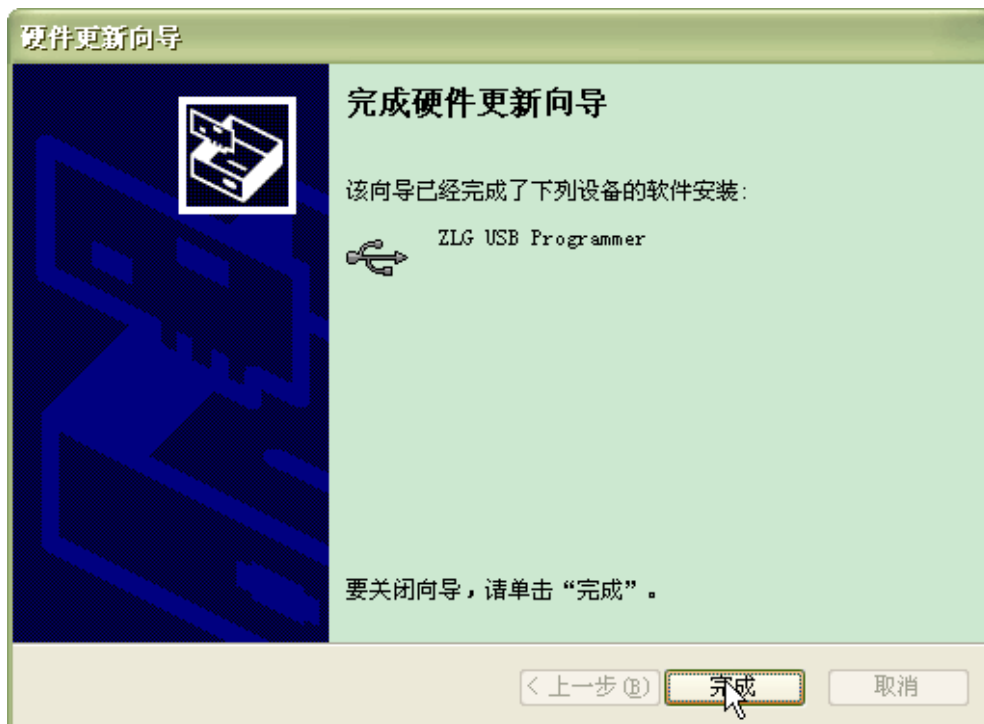 硬件更新向导
完成硬件更新向导
该向导已经完成了下列设备的软件安装:
ZLG USB Programmer
要关闭向导，请单击“完成”。
< 上一步(B) 完成 取消